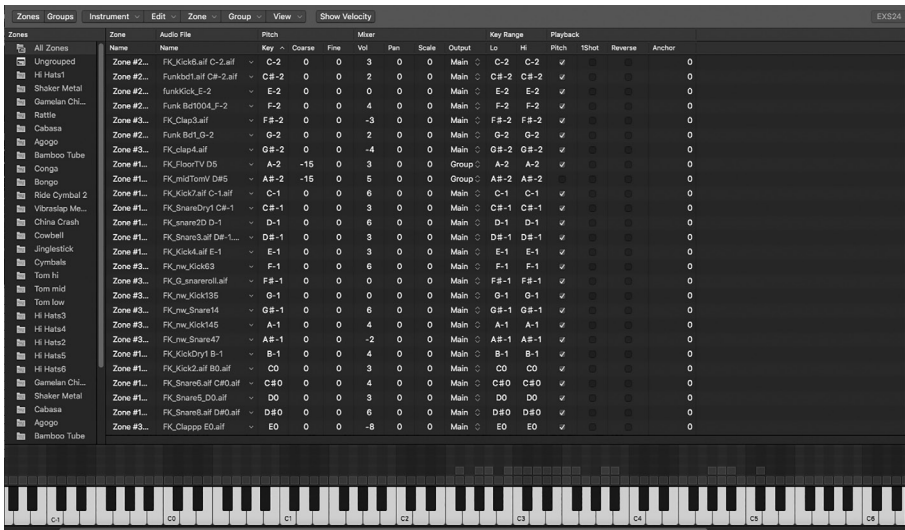 Zones Groups Instrument Edit Zone Group View Show Velocity EXS24
Zones Zone Audio File Pitch Mixer Key Range Playback
All Zones Name Name Key Coarse Fine Vol Pan Scale Output Lo Hi Pitch 1Shot Reverse Anchor
Ungrouped Zone #2... FK_Kick6.aif C-2.aif C-2 0 0 3 0 0 Main C-2 C-2 0
Hi Hats1 Zone #2... Funkbd1.aif C#-2.aif C#-2 0 0 2 0 0 Main C#-2 C#-2 0
Shaker Metal Zone #2... funkKick_E-2 E-2 0 0 0 0 0 Main E-2 E-2 0
Gamelan Chi... Zone #2... Funk Bd1004_F-2 F-2 0 0 4 0 0 Main F-2 F-2 0
Rattle Zone #3... FK_Clap3.aif F#-2 0 0 -3 0 0 Main F#-2 F#-2 0
Cabasa Zone #2... Funk Bd1_G-2 G-2 0 0 2 0 0 Main G-2 G-2 0
Agogo Zone #3... FK_clap4.aif G#-2 0 0 -4 0 0 Main G#-2 G#-2 0
Bamboo Tube Zone #1... FK_FloorTV D5 A-2 -15 0 3 0 0 Group A-2 A-2 0
Conga Zone #1... FK_midTomV D#5 A#-2 -15 0 5 0 0 Group A#-2 A#-2 0
Bongo Zone #1... FK_Kick7.aif C-1.aif C-1 0 0 6 0 0 Main C-1 C-1 0
Ride Cymbal 2 Zone #1... FK_SnareDry1 C#-1 C#-1 0 0 3 0 0 Main C#-1 C#-1 0
Vibraslap Me... Zone #1... FK_snare2D D-1 D-1 0 0 6 0 0 Main D-1 D-1 0
China Crash Zone #1... FK_Snare3.aif D#-1.... D#-1 0 0 3 0 0 Main D#-1 D#-1 0
Cowbell Zone #1... FK_Kick4.aif E-1 E-1 0 0 3 0 0 Main E-1 E-1 0
Jinglestick Zone #3... FK_nw_Kick63 F-1 0 0 6 0 0 Main F-1 F-1 0
Cymbals Zone #3... FK_G_snareroll.aif F#-1 0 0 0 0 0 Main F#-1 F#-1 0
Tom hi Zone #3... FK_nw_Kick135 G-1 0 0 0 0 0 Main G-1 G-1 0
Tom mid Zone #3... FK_nw_Snare14 G#-1 0 0 6 0 0 Main G#-1 G#-1 0
Tom low Zone #3... FK_nw_Kick145 A-1 0 0 4 0 0 Main A-1 A-1 0
Hi Hats3 Zone #3... FK_nw_Snare47 A#-1 0 0 -2 0 0 Main A#-1 A#-1 0
Hi Hats4 Zone #1... FK_KickDry1 B-1 B-1 0 0 4 0 0 Main B-1 B-1 0
Hi Hats2 Zone #1... FK_Kick2.aif B0.aif C0 0 0 3 0 0 Main C0 C0 0
Hi Hats5 Zone #1... FK_Snare6.aif C#0.aif C#0 0 0 4 0 0 Main C#0 C#0 0
Hi Hats6 Zone #1... FK_Snare5_D0.aif D0 0 0 3 0 0 Main D0 D0 0
Gamelan Chi... Zone #1... FK_Snare8.aif D#0.aif D#0 0 0 6 0 0 Main D#0 D#0 0
Shaker Metal Zone #3... FK_Clappp E0.aif E0 0 0 -8 0 0 Main E0 E0 0
Cabasa
Agogo
Bamboo Tube
C-1 C0 C1 C2 C3 C4 C5 C6